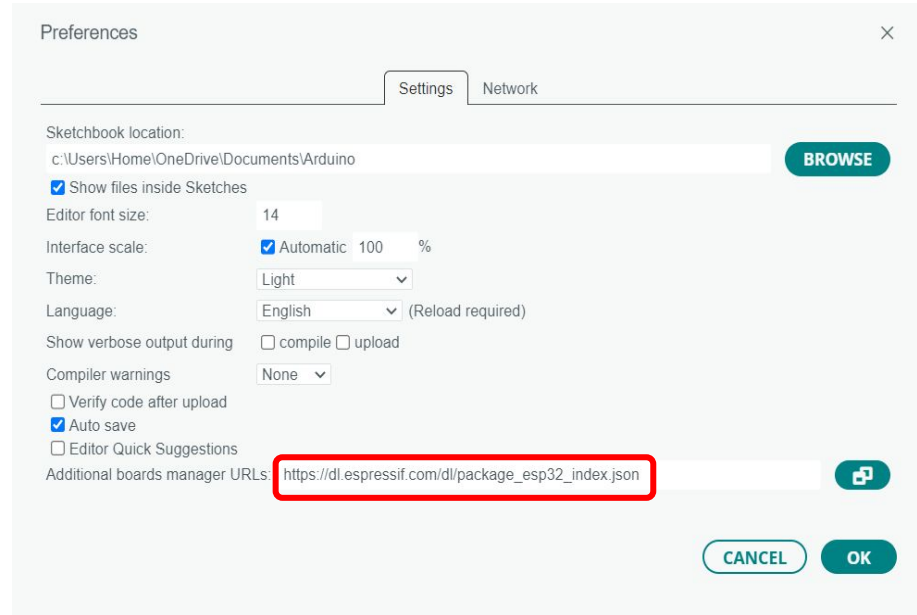 Preferences
Settings Network
Sketchbook location:
c:\Users\Home\OneDrive\Documents\Arduino BROWSE
Show files inside Sketches
Editor font size: 14
Interface scale: Automatic 100 %
Theme: Light
Language: English (Reload required)
Show verbose output during compile upload
Compiler warnings None
Verify code after upload
Auto save
Editor Quick Suggestions
Additional boards manager URLs: https://dl.espressif.com/dl/package_esp32_index.json
CANCEL OK